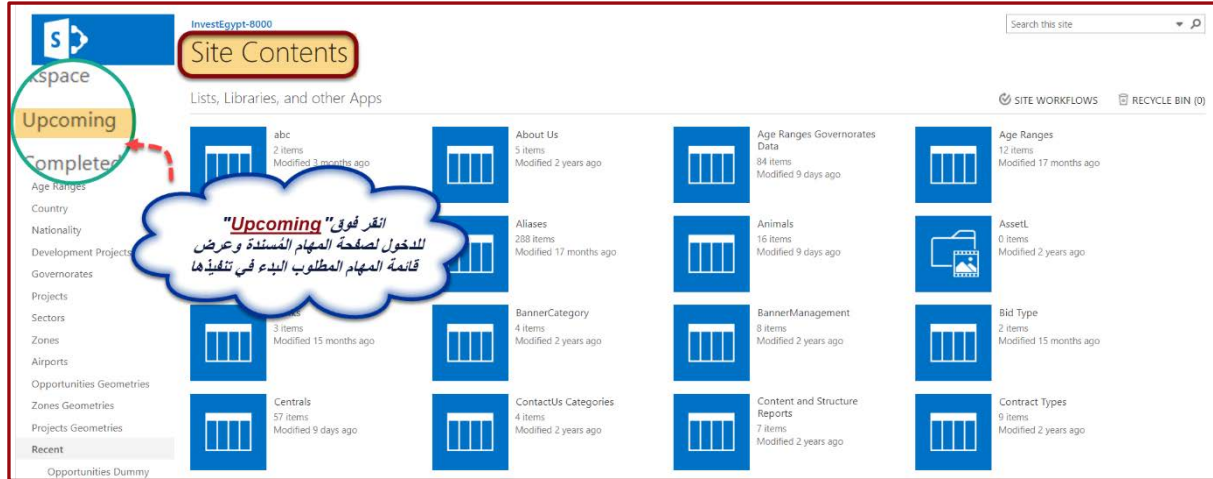 InvestEgypt-8000
Search this site
Site Contents
Lists, Libraries, and other Apps
SITE WORKFLOWS
RECYCLE BIN (0)
Upcoming
Completed
Age Ranges
Country
Nationality
Development Projects
Governorates
Projects
Sectors
Zones
Airports
Opportunities Geometries
Zones Geometries
Projects Geometries
Recent
Opportunities Dummy
abc
2 items
Modified 3 months ago
About Us
5 items
Modified 2 years ago
Age Ranges Governorates
Data
84 items
Modified 9 days ago
Age Ranges
12 items
Modified 17 months ago
انقر فوق "Upcoming"
للدخول لصفحة المهام المُسندة وعرض
قائمة المهام المطلوب البدء في تنفيذها
Aliases
288 items
Modified 17 months ago
Animals
16 items
Modified 9 days ago
AssetL
0 items
Modified 2 years ago
3 items
Modified 15 months ago
BannerCategory
4 items
Modified 2 years ago
BannerManagement
8 items
Modified 2 years ago
Bid Type
2 items
Modified 15 months ago
Centrals
57 items
Modified 9 days ago
ContactUs Categories
4 items
Modified 2 years ago
Content and Structure
Reports
7 items
Modified 2 years ago
Contract Types
9 items
Modified 2 years ago